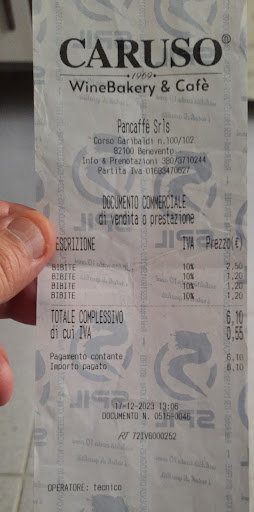 CARUSO®
•1969•
WineBakery & Cafè
Pancaffè Srls
Corso Garibaldi n.100/102
82100 Benevento
Info & Prenotazioni 380/3710244
Partita Iva 01693470627
DOCUMENTO COMMERCIALE
di vendita o prestazione
DESCRIZIONE IVA Prezzo(€)
BIBITE 10% 2,50
BIBITE 10% 1,20
BIBITE 10% 1,20
BIBITE 10% 1,20
TOTALE COMPLESSIVO 6,10
di cui IVA 0,55
Pagamento contante 6,10
Importo pagato 6,10
17-12-2023 13:06
DOCUMENTO N. 0515-0046
RT 72IV6000252
OPERATORE: tecnico